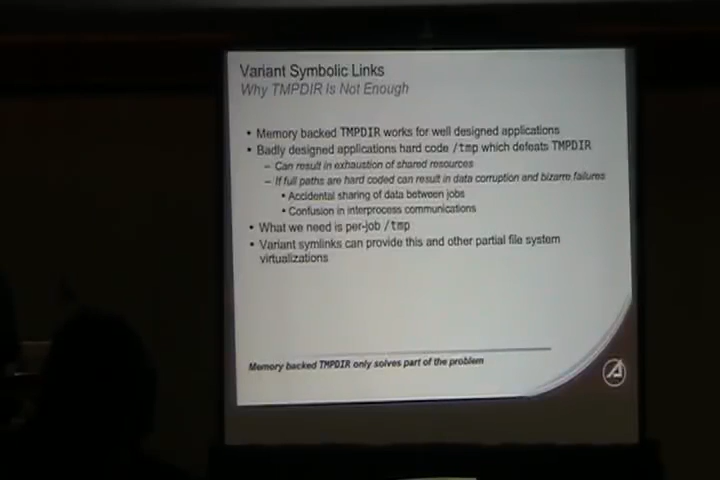 Variant Symbolic Links
Why TMPDIR Is Not Enough
• Memory backed TMPDIR works for well designed applications
• Badly designed applications hard code /tmp which defeats TMPDIR
– Can result in exhaustion of shared resources
– If full paths are hard coded can result in data corruption and bizarre failures
• Accidental sharing of data between jobs
• Confusion in interprocess communications
• What we need is per-job /tmp
• Variant symlinks can provide this and other partial file system
virtualizations
Memory backed TMPDIR only solves part of the problem